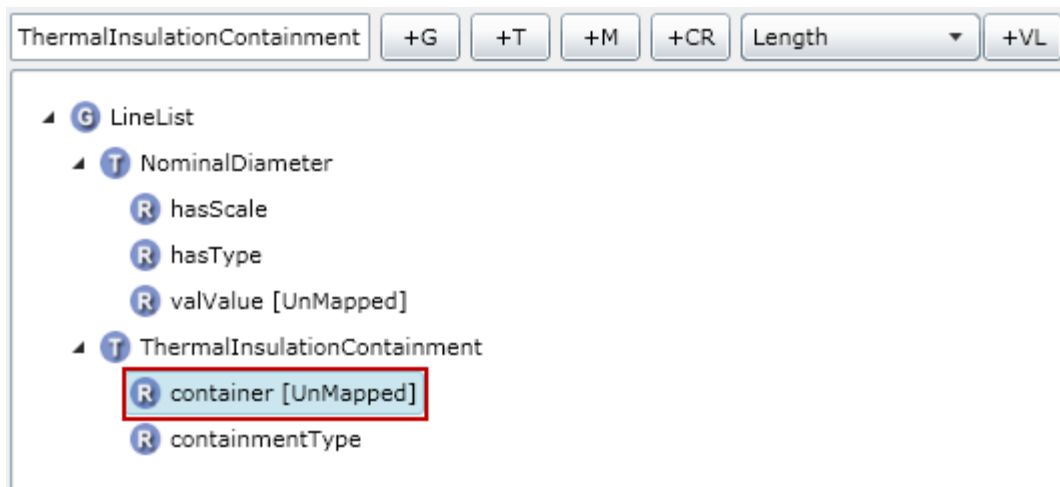 ThermalInsulationContainment +G +T +M +CR Length +VL
G LineList
T NominalDiameter
R hasScale
R hasType
R valValue [UnMapped]
T ThermalInsulationContainment
R container [UnMapped]
R containmentType